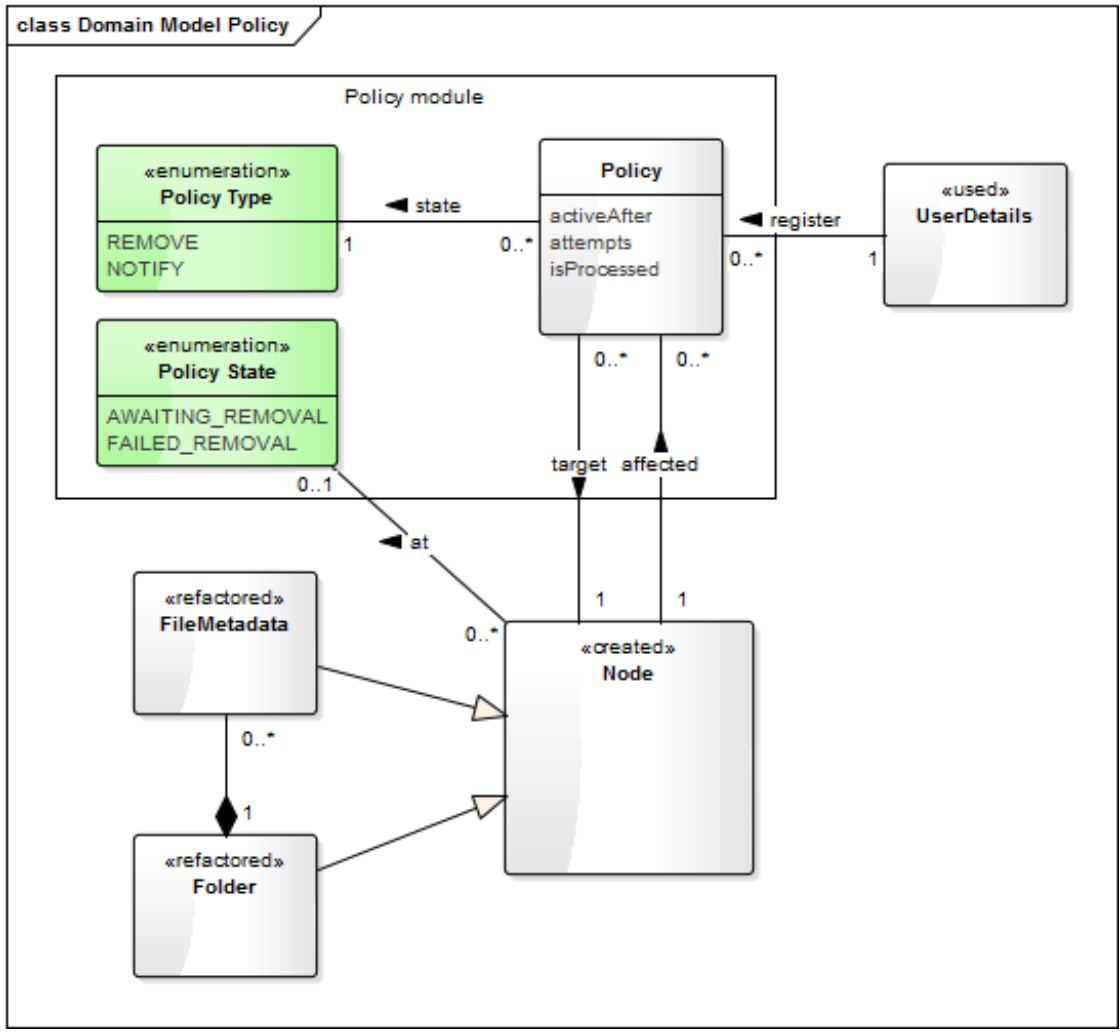 class Domain Model Policy
Policy module
«enumeration»
Policy Type
REMOVE
NOTIFY
state
1
0..*
Policy
activeAfter
attempts
isProcessed
register
0..*
1
«used»
UserDetails
«enumeration»
Policy State
AWAITING_REMOVAL
FAILED_REMOVAL
0..*
0..*
target
affected
0..1
at
1
1
0..*
«refactored»
FileMetadata
«created»
Node
0..*
1
«refactored»
Folder